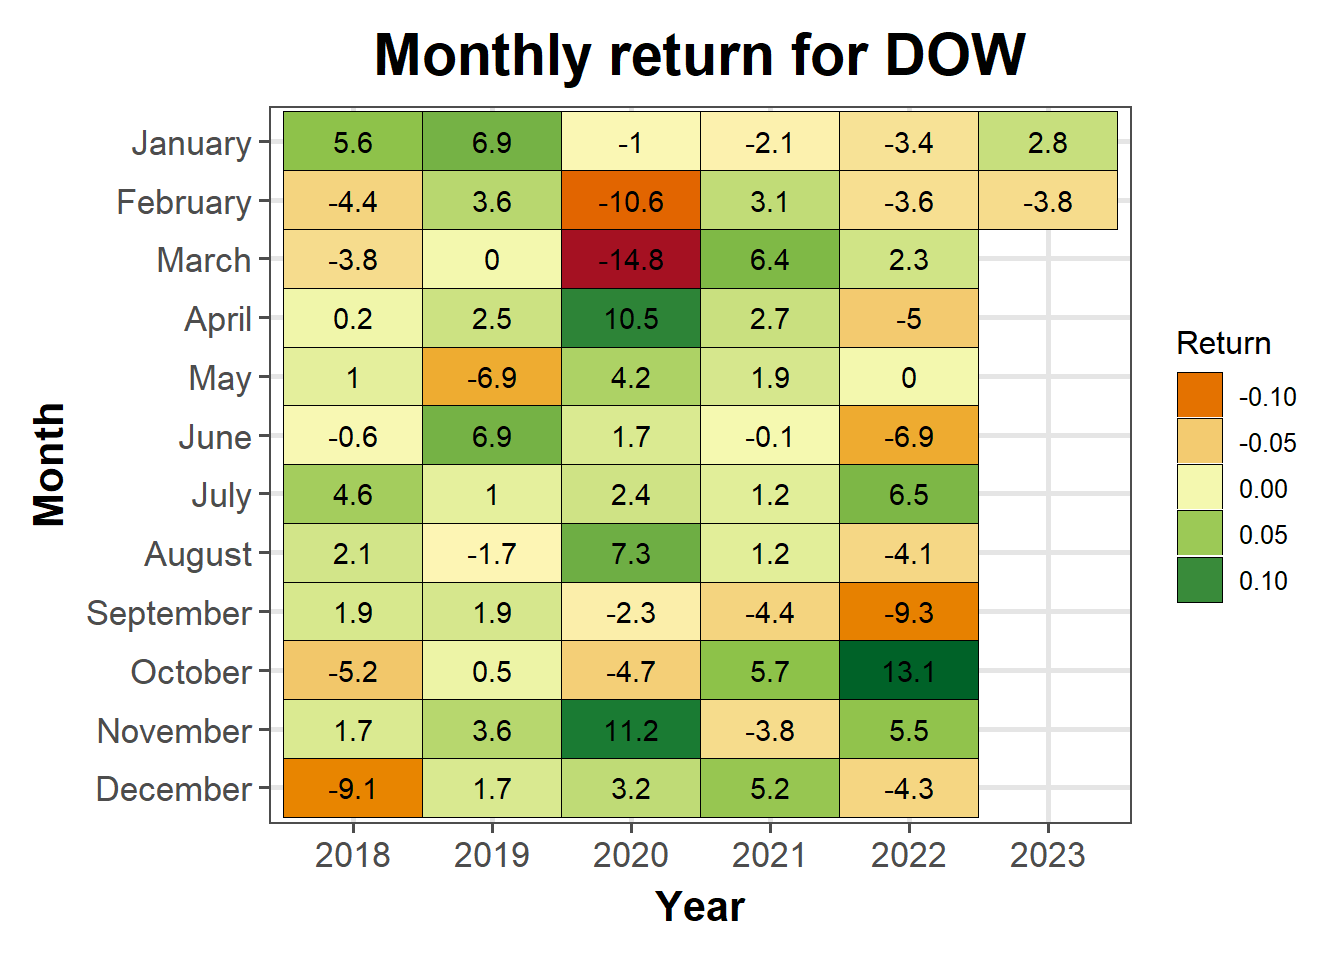 Monthly return for DOW
January 5.6 6.9 -1 -2.1 -3.4 2.8
February -4.4 3.6 -10.6 3.1 -3.6 -3.8
March -3.8 0 -14.8 6.4 2.3
April 0.2 2.5 10.5 2.7 -5
May 1 -6.9 4.2 1.9 0
June -0.6 6.9 1.7 -0.1 -6.9
July 4.6 1 2.4 1.2 6.5
August 2.1 -1.7 7.3 1.2 -4.1
September 1.9 1.9 -2.3 -4.4 -9.3
October -5.2 0.5 -4.7 5.7 13.1
November 1.7 3.6 11.2 -3.8 5.5
December -9.1 1.7 3.2 5.2 -4.3
2018 2019 2020 2021 2022 2023
Year
Month
Return
-0.10
-0.05
0.00
0.05
0.10